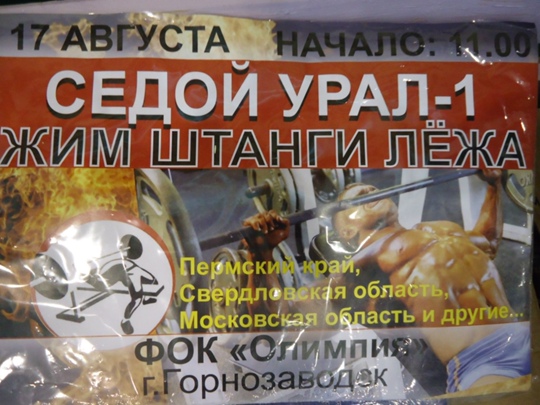 17 АВГУСТА НАЧАЛО: 11.00
СЕДОЙ УРАЛ-1
ЖИМ ШТАНГИ ЛЁЖА
Пермский край,
Свердловская область,
Московская область и другие...
ФОК «Олимпия»
г.Горнозаводск